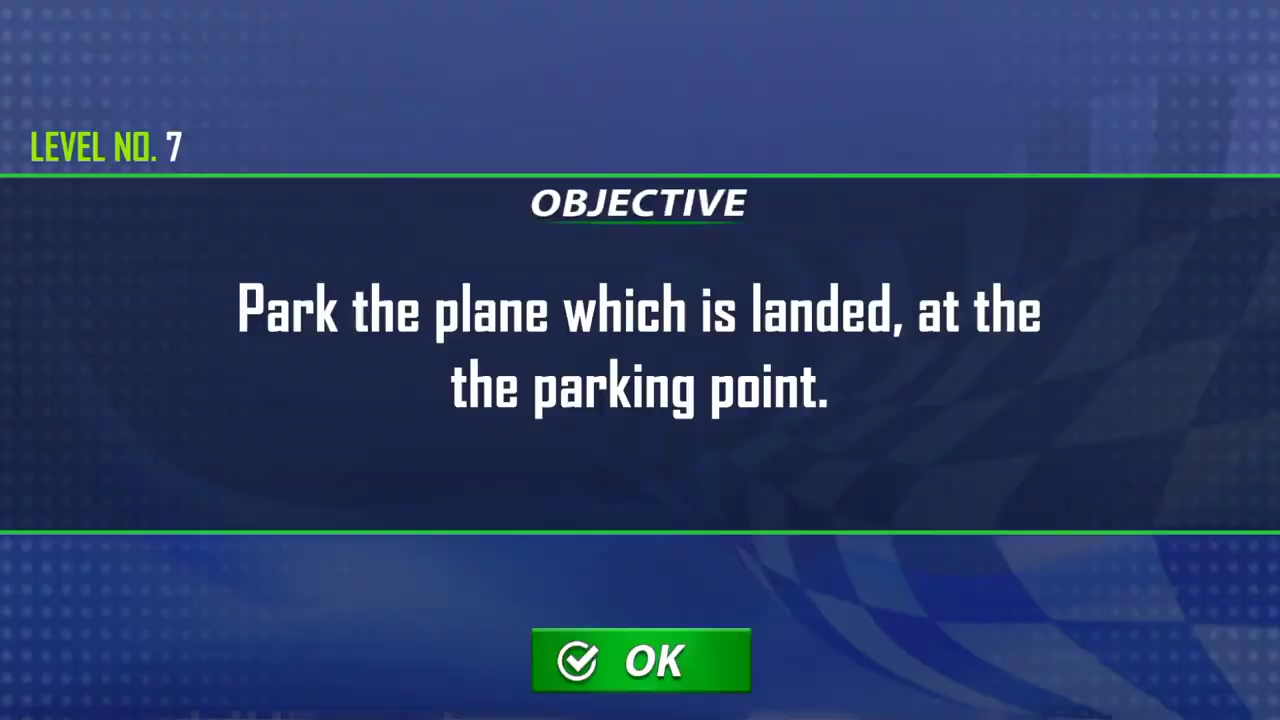 LEVEL NO. 7
OBJECTIVE
Park the plane which is landed, at the
the parking point.
OK